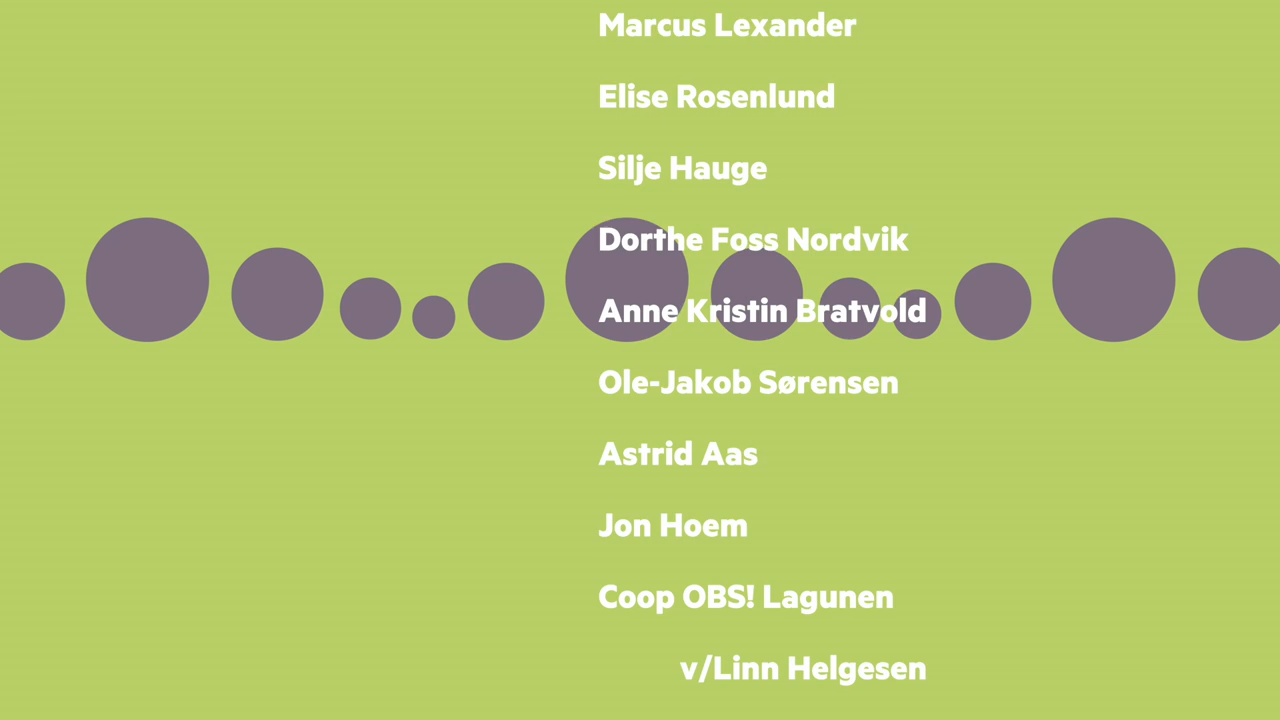 Marcus Lexander
Elise Rosenlund
Silje Hauge
Dorthe Foss Nordvik
Anne Kristin Bratvold
Ole-Jakob Sørensen
Astrid Aas
Jon Hoem
Coop OBS! Lagunen
v/Linn Helgesen